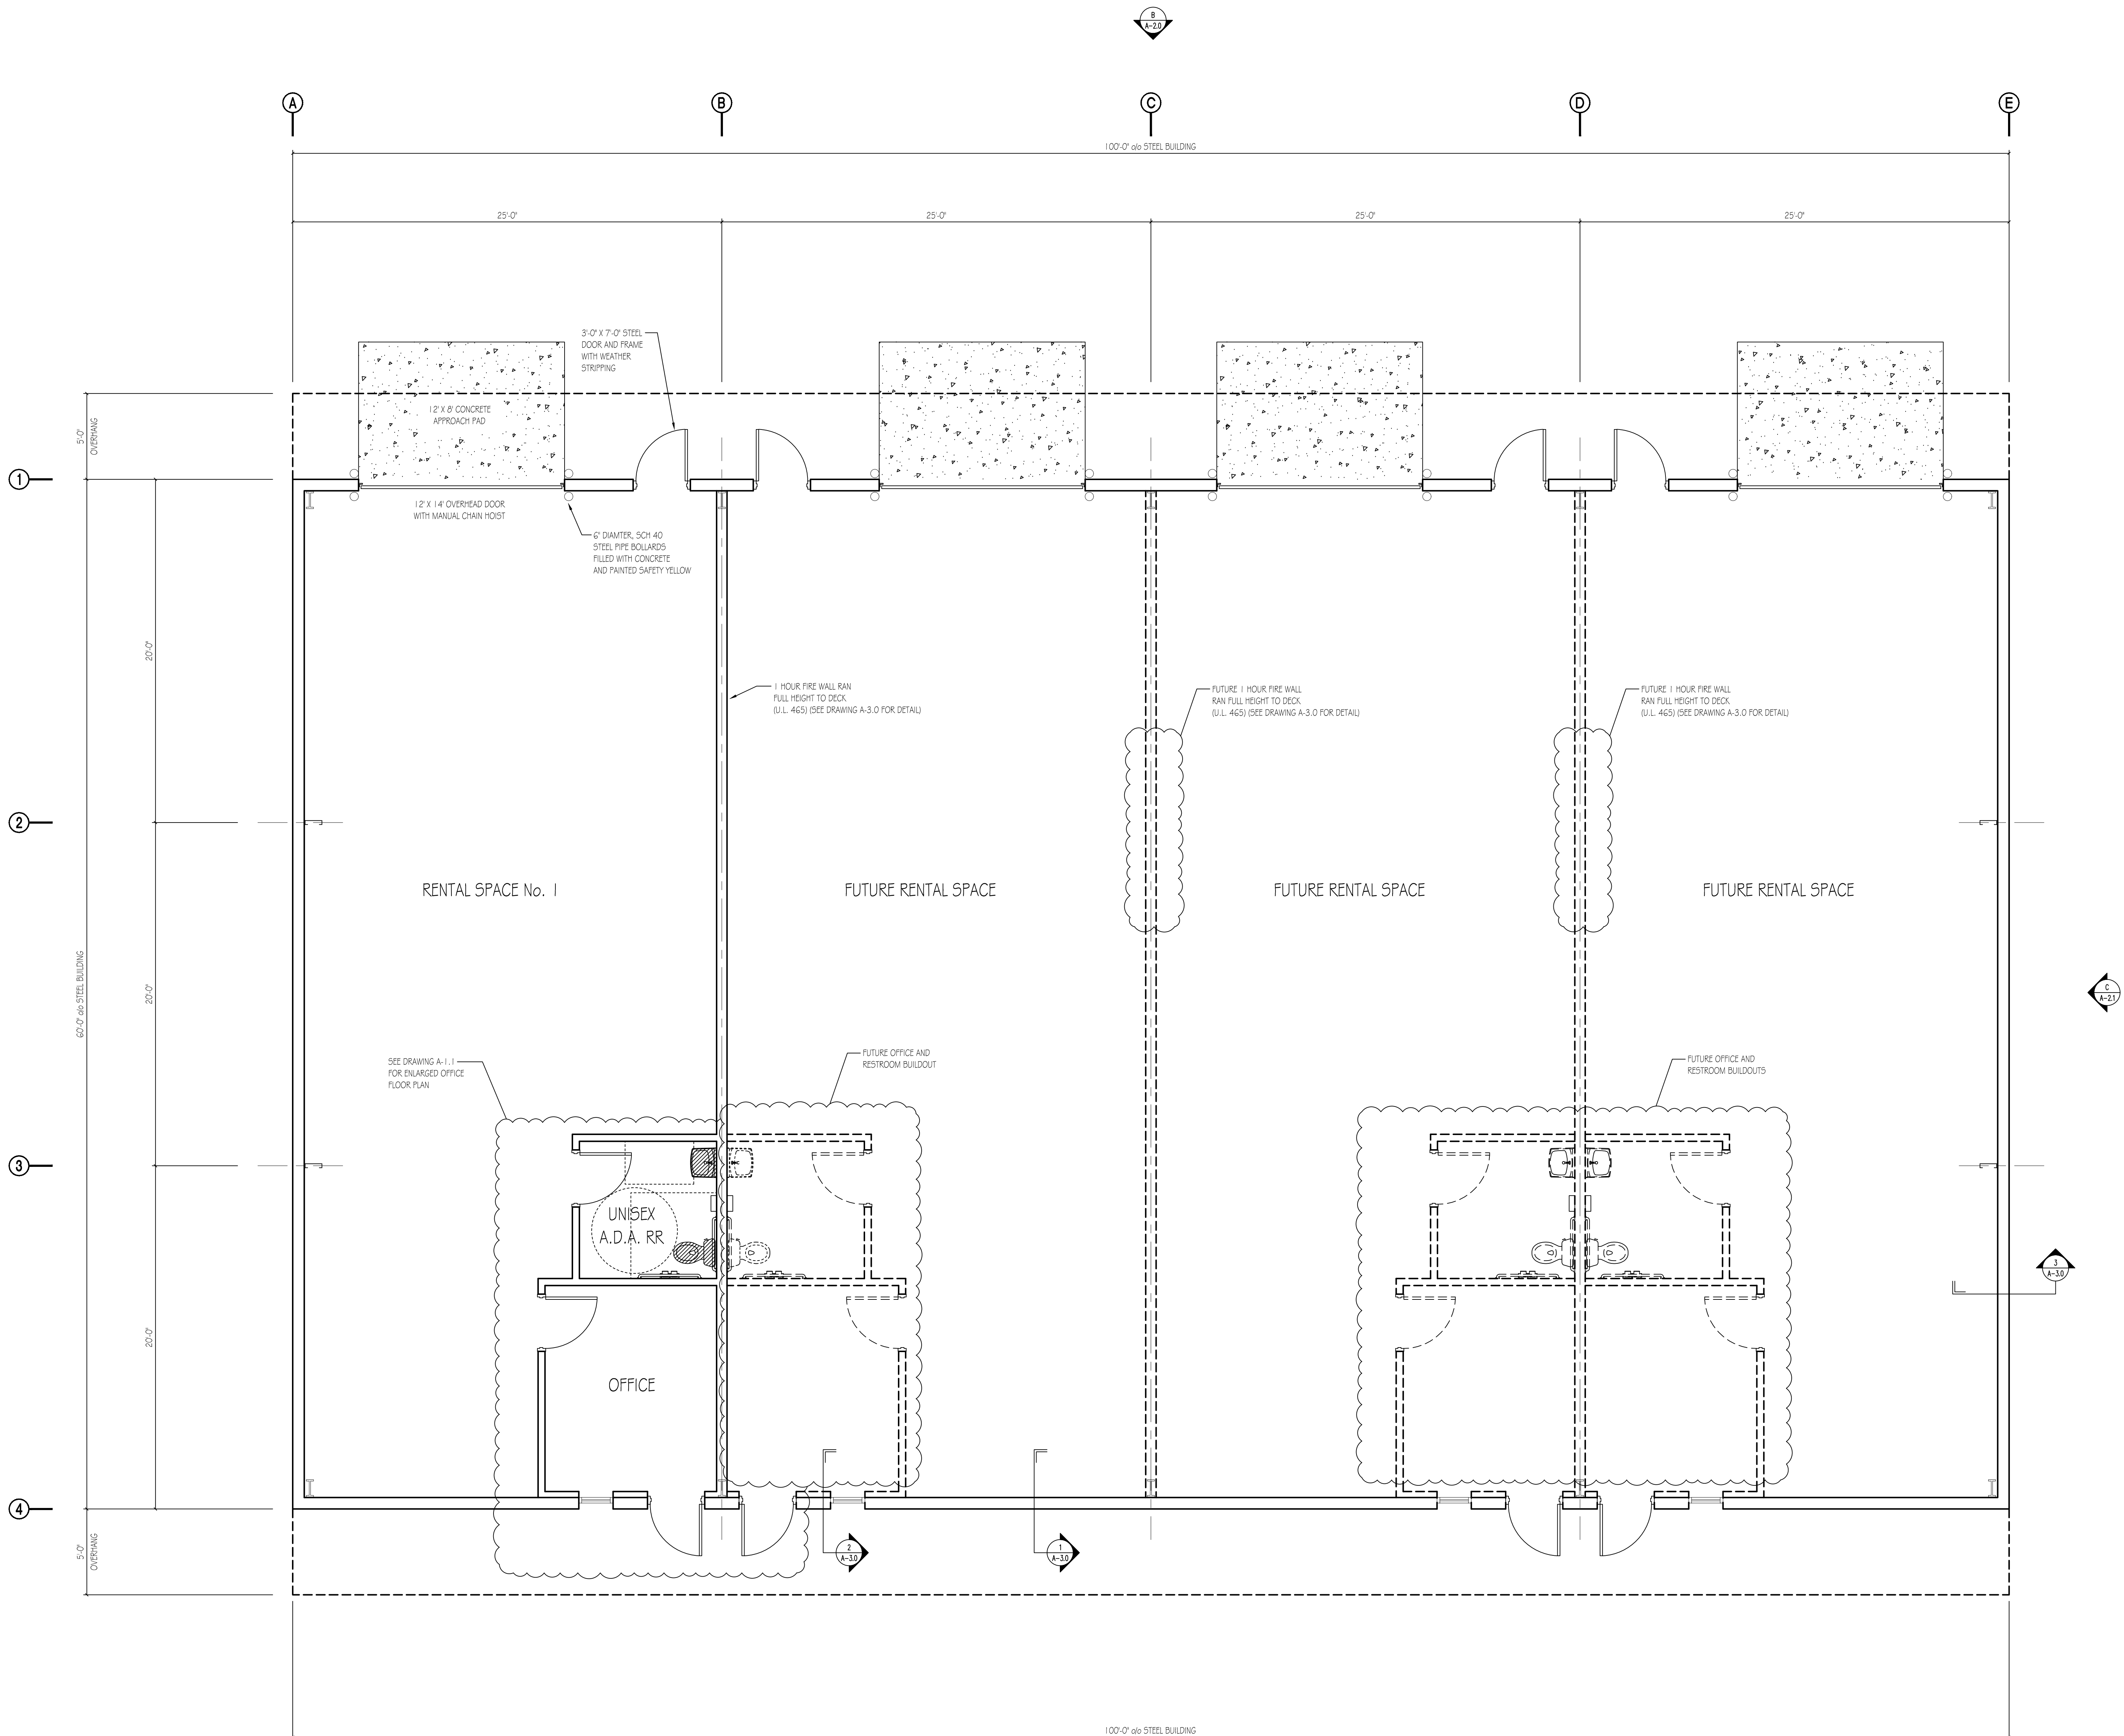 B
A-2.0
A
B
C
D
E
100'-0" o/o STEEL BUILDING
25'-0"
25'-0"
25'-0"
25'-0"
3'-0" X 7'-0" STEEL
DOOR AND FRAME
WITH WEATHER
STRIPPING
12' X 8' CONCRETE
APPROACH PAD
5'-0"
OVERHANG
1
12' X 14' OVERHEAD DOOR
WITH MANUAL CHAIN HOIST
6" DIAMTER, SCH 40
STEEL PIPE BOLLARDS
FILLED WITH CONCRETE
AND PAINTED SAFETY YELLOW
20'-0"
1 HOUR FIRE WALL RAN
FULL HEIGHT TO DECK
(U.L. 465) (SEE DRAWING A-3.0 FOR DETAIL)
FUTURE 1 HOUR FIRE WALL
RAN FULL HEIGHT TO DECK
(U.L. 465) (SEE DRAWING A-3.0 FOR DETAIL)
FUTURE 1 HOUR FIRE WALL
RAN FULL HEIGHT TO DECK
(U.L. 465) (SEE DRAWING A-3.0 FOR DETAIL)
2
RENTAL SPACE No. 1
FUTURE RENTAL SPACE
FUTURE RENTAL SPACE
FUTURE RENTAL SPACE
60'-0" o/o STEEL BUILDING
20'-0"
C
A-2.1
SEE DRAWING A-1.1
FOR ENLARGED OFFICE
FLOOR PLAN
FUTURE OFFICE AND
RESTROOM BUILDOUT
FUTURE OFFICE AND
RESTROOM BUILDOUTS
3
UNISEX
A.D.A. RR
3
A-3.0
20'-0"
OFFICE
4
5'-0"
OVERHANG
2
A-3.0
1
A-3.0
100'-0" o/o STEEL BUILDING